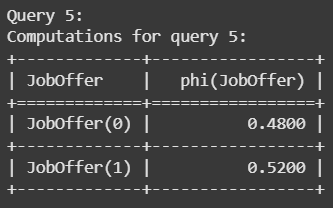 Query 5:
Computations for query 5:
+-------------+-----------------+
| JobOffer    |   phi(JobOffer) |
+=============+=================+
| JobOffer(0) |          0.4800 |
+-------------+-----------------+
| JobOffer(1) |          0.5200 |
+-------------+-----------------+